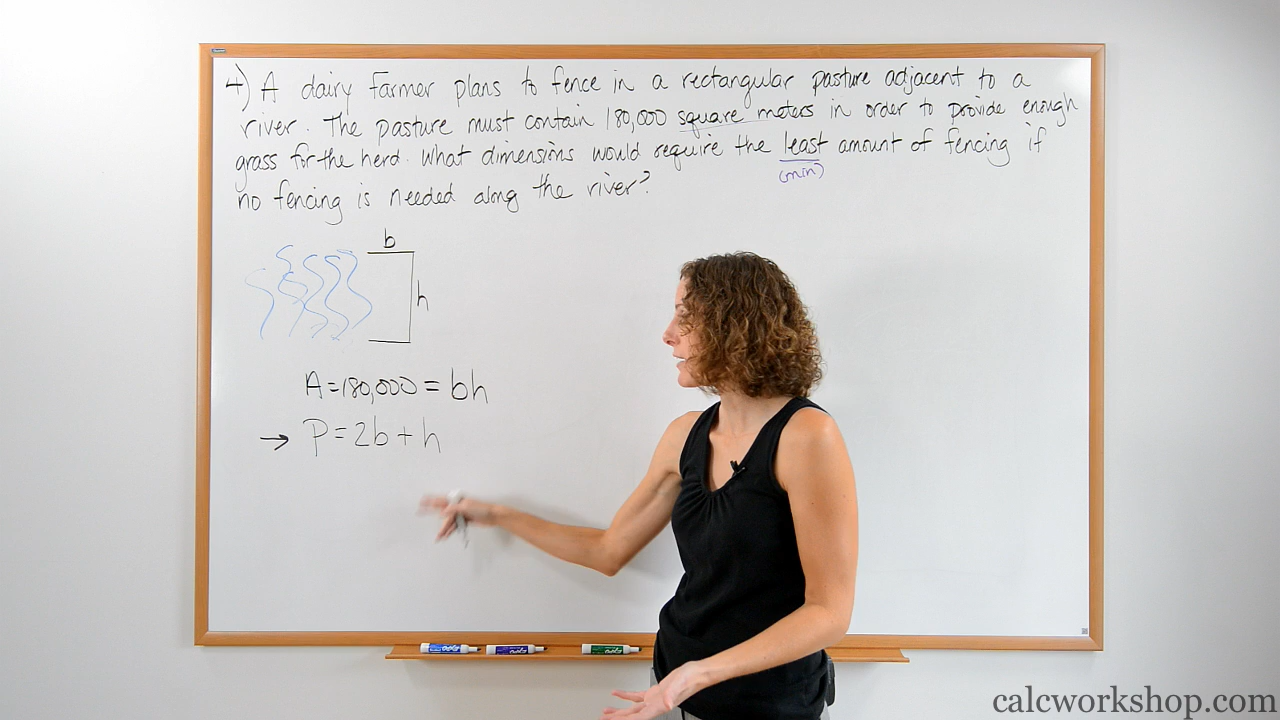 4) A dairy farmer plans to fence in a rectangular pasture adjacent to a
river. The pasture must contain 180,000 square meters in order to provide enough
grass for the herd. What dimensions would require the least amount of fencing if
(min)
no fencing is needed along the river?
b
h
A = 180,000 = bh
→ P = 2b + h
calcworkshop.com